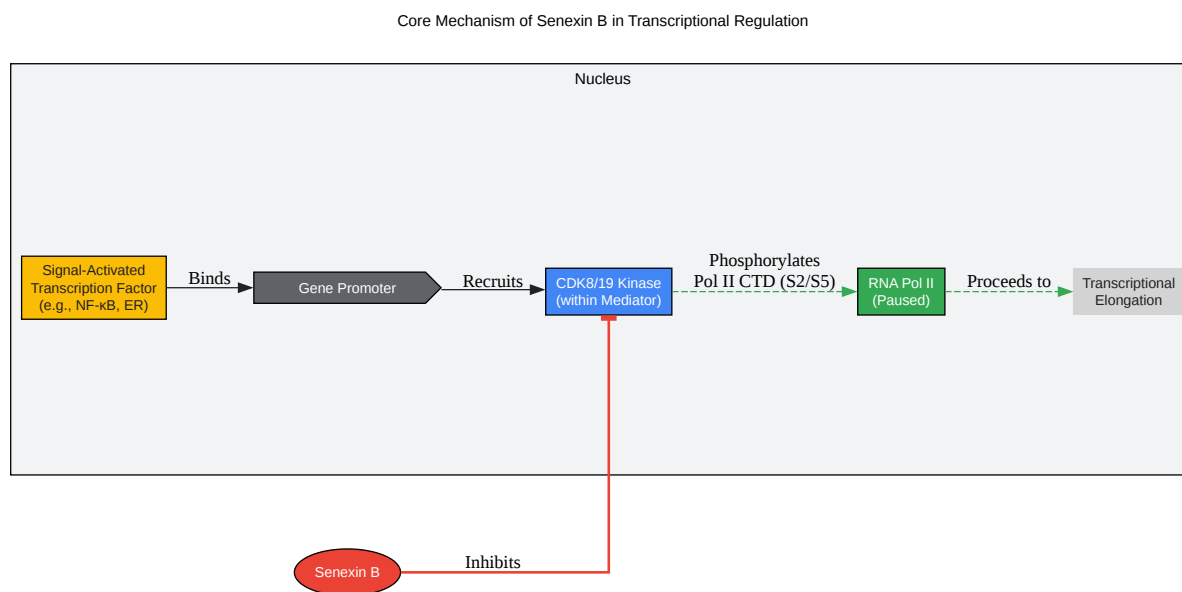 Core Mechanism of Senexin B in Transcriptional Regulation
Nucleus
Signal-Activated
Transcription Factor
(e.g., NF-κB, ER)
Binds
Gene Promoter
Recruits
CDK8/19 Kinase
(within Mediator)
Phosphorylates
Pol II CTD (S2/S5)
RNA Pol II
(Paused)
Proceeds to
Transcriptional
Elongation
Senexin B
Inhibits